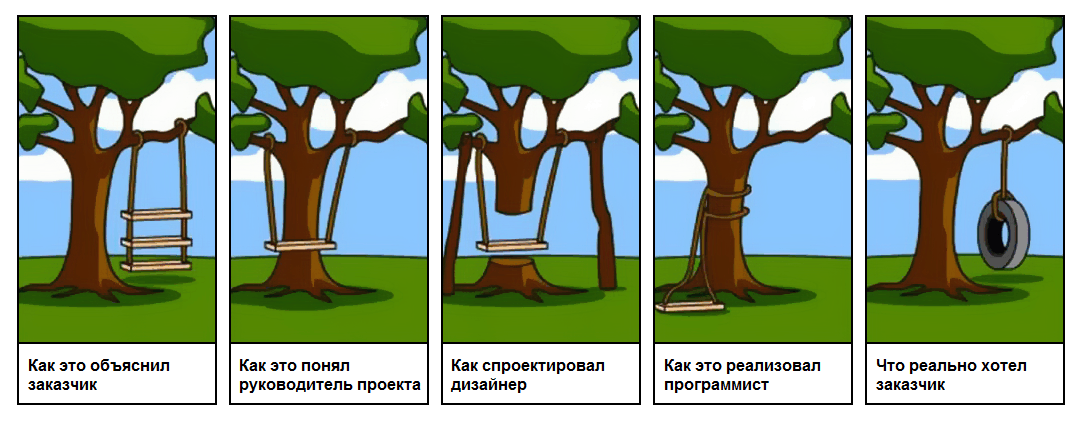 Как это объяснил
заказчик
Как это понял
руководитель проекта
Как спроектировал
дизайнер
Как это реализовал
программист
Что реально хотел
заказчик